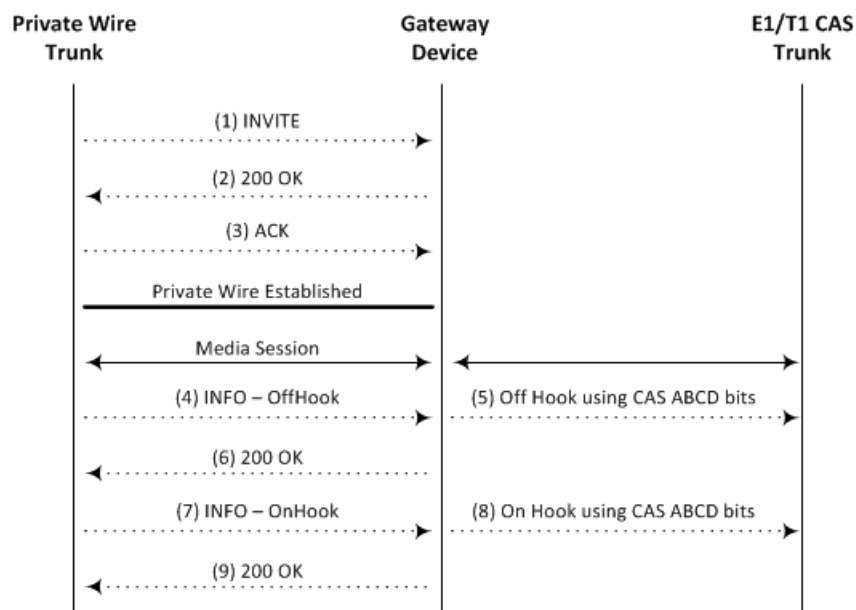 Private Wire
Trunk
Gateway
Device
E1/T1 CAS
Trunk
(1) INVITE
(2) 200 OK
(3) ACK
Private Wire Established
Media Session
(4) INFO – OffHook
(5) Off Hook using CAS ABCD bits
(6) 200 OK
(7) INFO – OnHook
(8) On Hook using CAS ABCD bits
(9) 200 OK